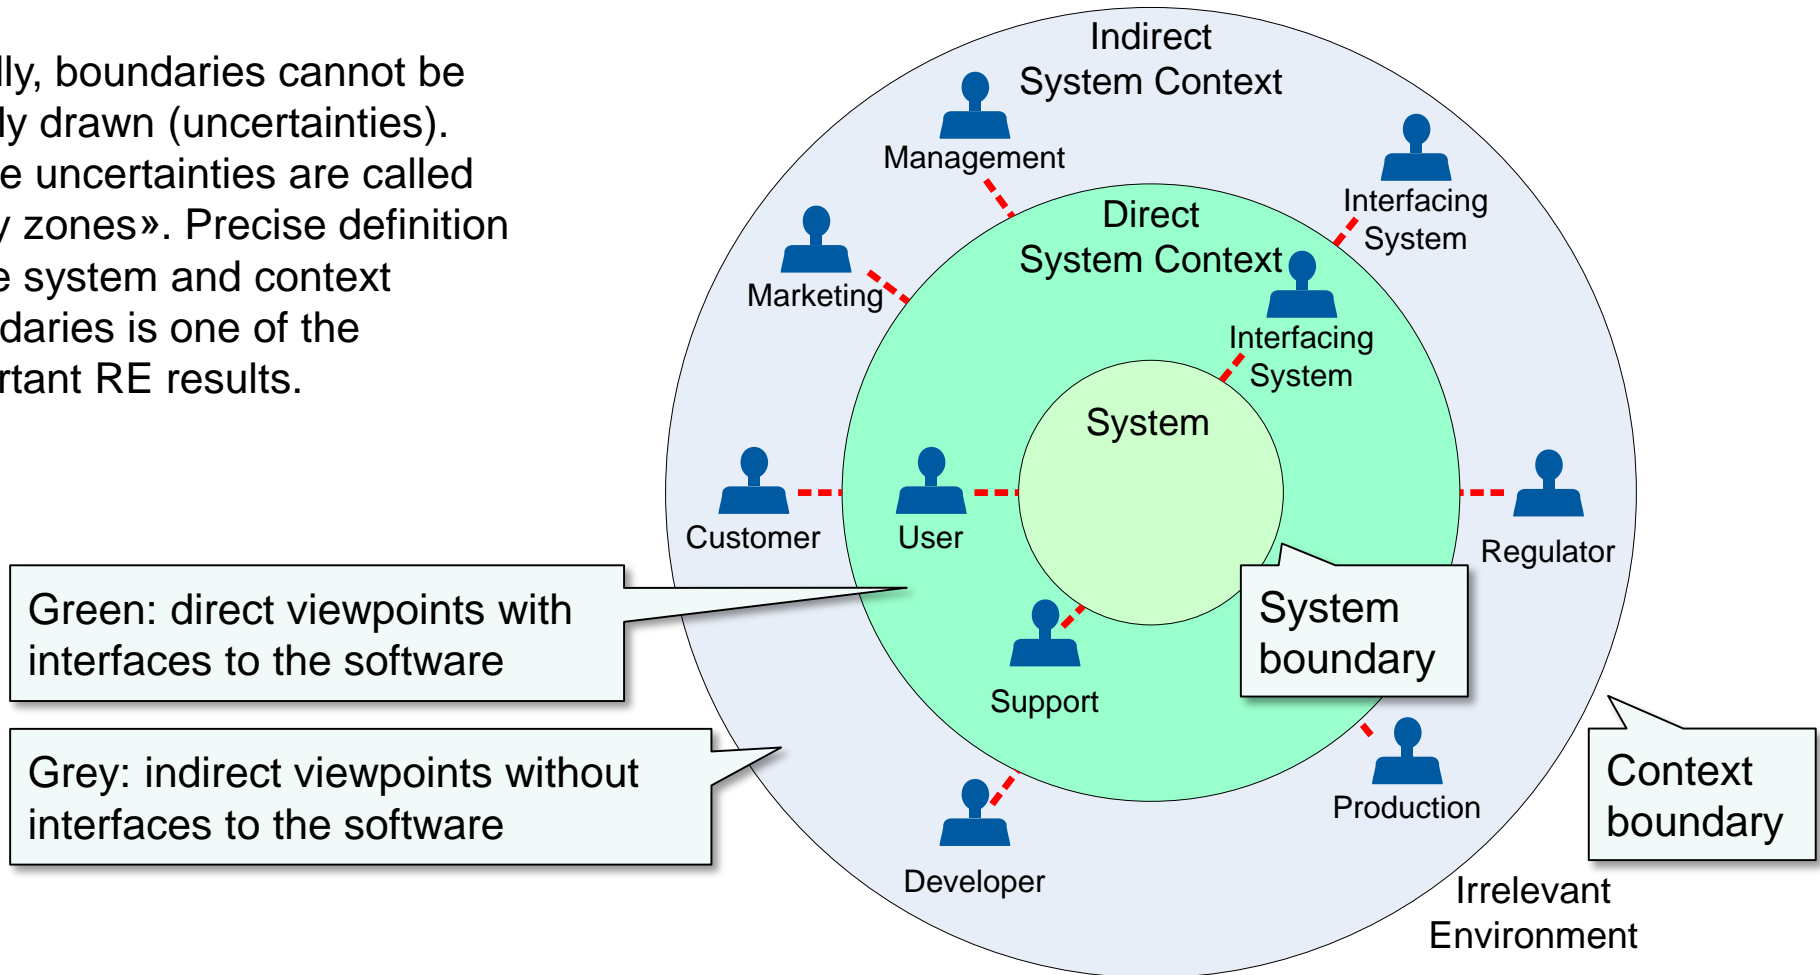 lly, boundaries cannot be
ly drawn (uncertainties).
e uncertainties are called
y zones». Precise definition
e system and context
daries is one of the
rtant RE results.
Indirect
System Context
Management
Interfacing
System
Direct
System Context
Marketing
Interfacing
System
System
Customer
User
Regulator
Green: direct viewpoints with
interfaces to the software
System
boundary
Support
Grey: indirect viewpoints without
interfaces to the software
Context
boundary
Production
Developer
Irrelevant
Environment